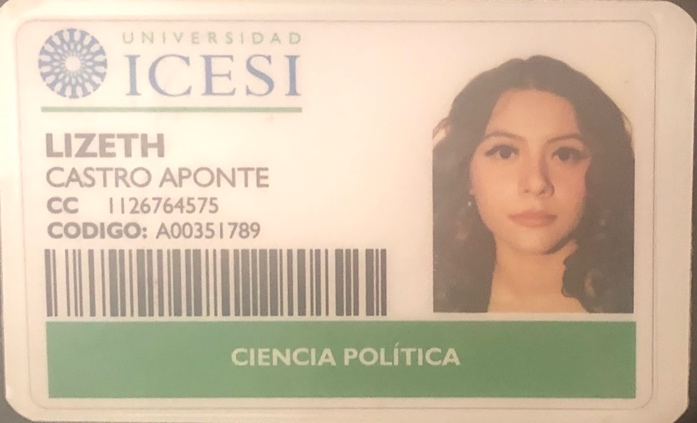 UNIVERSIDAD
ICESI
LIZETH
CASTRO APONTE
CC 1126764575
CODIGO: A00351789
CIENCIA POLÍTICA